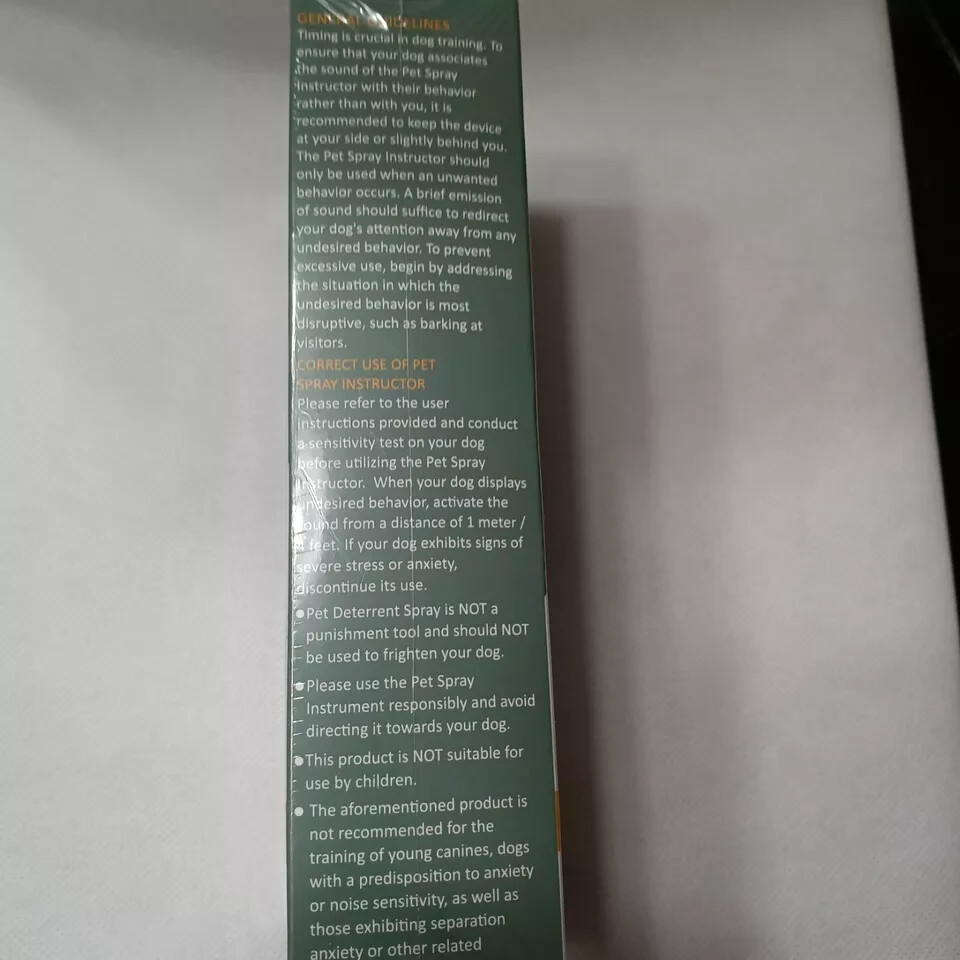 GENERAL GUIDELINES
Timing is crucial in dog training. To
ensure that your dog associates
the sound of the Pet Spray
Instructor with their behavior
rather than with you, it is
recommended to keep the device
at your side or slightly behind you.
The Pet Spray Instructor should
only be used when an unwanted
behavior occurs. A brief emission
of sound should suffice to redirect
your dog's attention away from any
undesired behavior. To prevent
excessive use, begin by addressing
the situation in which the
undesired behavior is most
disruptive, such as barking at
visitors.
CORRECT USE OF PET
SPRAY INSTRUCTOR
Please refer to the user
instructions provided and conduct
a sensitivity test on your dog
before utilizing the Pet Spray
Instructor. When your dog displays
undesired behavior, activate the
sound from a distance of 1 meter /
feet. If your dog exhibits signs of
severe stress or anxiety,
discontinue its use.
●Pet Deterrent Spray is NOT a
punishment tool and should NOT
be used to frighten your dog.
●Please use the Pet Spray
Instrument responsibly and avoid
directing it towards your dog.
●This product is NOT suitable for
use by children.
● The aforementioned product is
not recommended for the
training of young canines, dogs
with a predisposition to anxiety
or noise sensitivity, as well as
those exhibiting separation
anxiety or other related